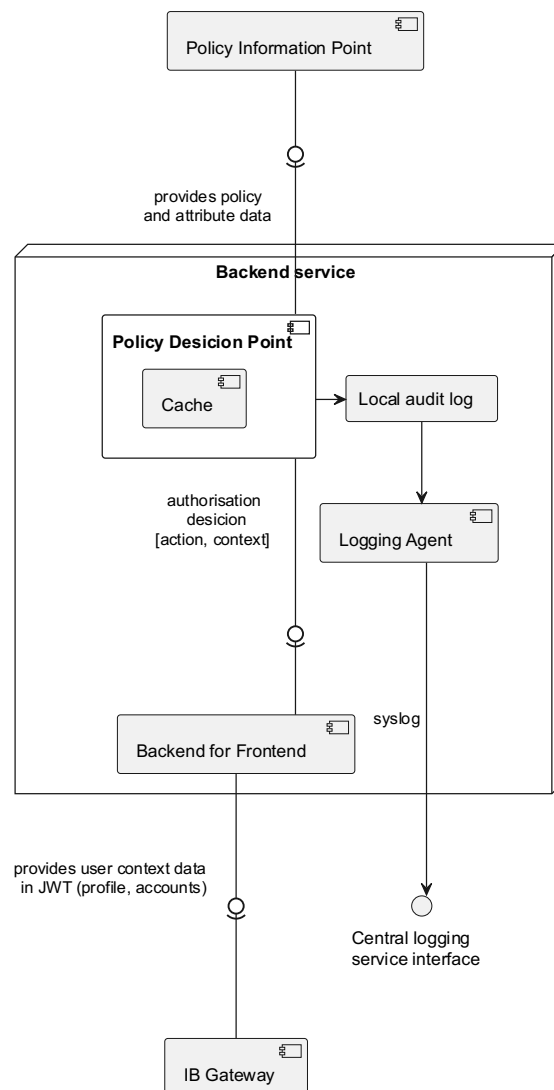 Policy Information Point
provides policy
and attribute data
Backend service
Policy Desicion Point
Cache
Local audit log
authorisation
desicion
[action, context]
Logging Agent
syslog
Backend for Frontend
provides user context data
in JWT (profile, accounts)
Central logging
service interface
IB Gateway